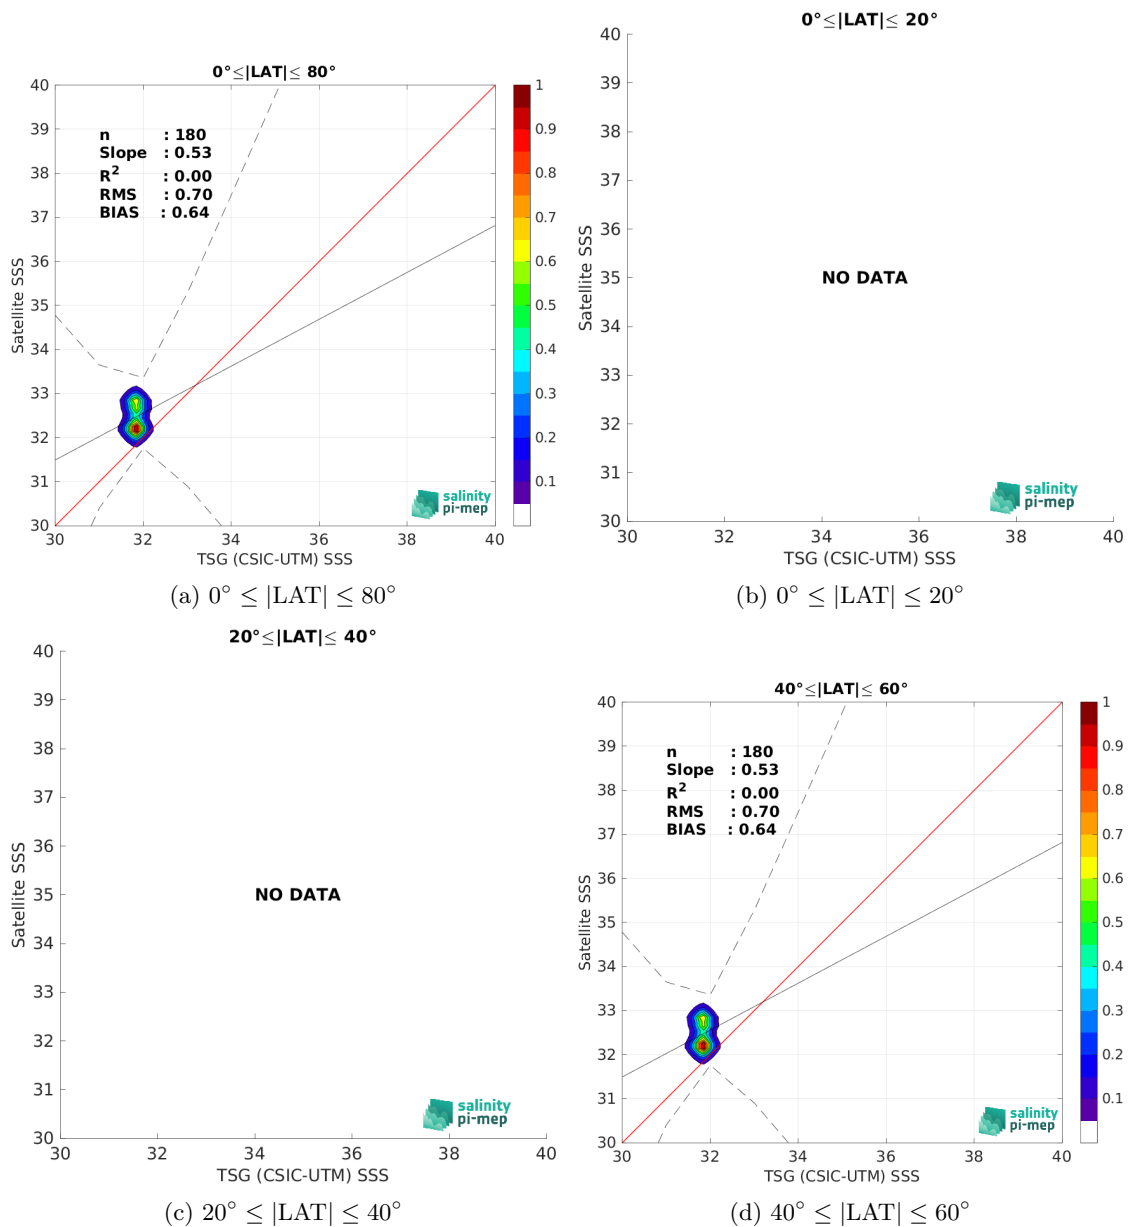 0°≤|LAT|≤ 80°
40
39
38
37
36
35
34
33
32
31
30
n : 180
Slope : 0.53
R² : 0.00
RMS : 0.70
BIAS : 0.64
Satellite SSS
30 32 34 36 38 40
TSG (CSIC-UTM) SSS
1
0.9
0.8
0.7
0.6
0.5
0.4
0.3
0.2
0.1
salinity
pi-mep
(a) 0° ≤ |LAT| ≤ 80°
0°≤|LAT|≤ 20°
40
39
38
37
36
35
34
33
32
31
30
Satellite SSS
NO DATA
salinity
pi-mep
30 32 34 36 38 40
TSG (CSIC-UTM) SSS
(b) 0° ≤ |LAT| ≤ 20°
20°≤|LAT|≤ 40°
40
39
38
37
36
35
34
33
32
31
30
Satellite SSS
NO DATA
salinity
pi-mep
30 32 34 36 38 40
TSG (CSIC-UTM) SSS
(c) 20° ≤ |LAT| ≤ 40°
40°≤|LAT|≤ 60°
40
39
38
37
36
35
34
33
32
31
30
n : 180
Slope : 0.53
R² : 0.00
RMS : 0.70
BIAS : 0.64
Satellite SSS
30 32 34 36 38 40
TSG (CSIC-UTM) SSS
1
0.9
0.8
0.7
0.6
0.5
0.4
0.3
0.2
0.1
salinity
pi-mep
(d) 40° ≤ |LAT| ≤ 60°